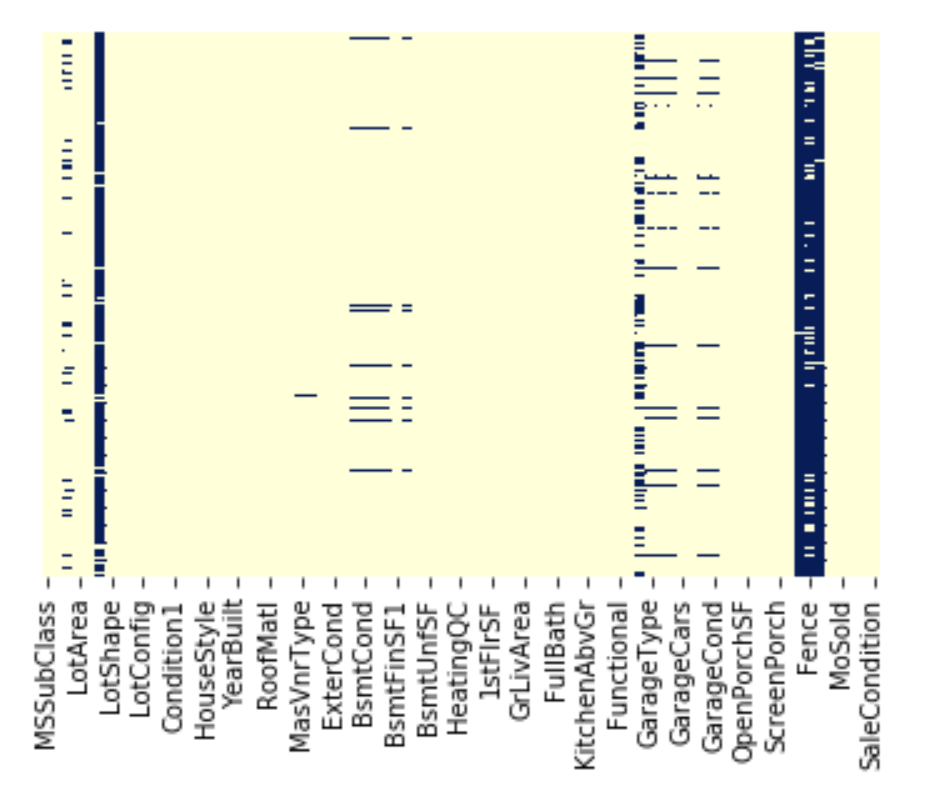 MSSubClass
LotArea
LotShape
LotConfig
Condition1
HouseStyle
YearBuilt
RoofMatl
MasVnrType
ExterCond
BsmtCond
BsmtFinSF1
BsmtUnfSF
HeatingQC
1stFlrSF
GrLivArea
FullBath
KitchenAbvGr
Functional
GarageType
GarageCars
GarageCond
OpenPorchSF
ScreenPorch
Fence
MoSold
SaleCondition